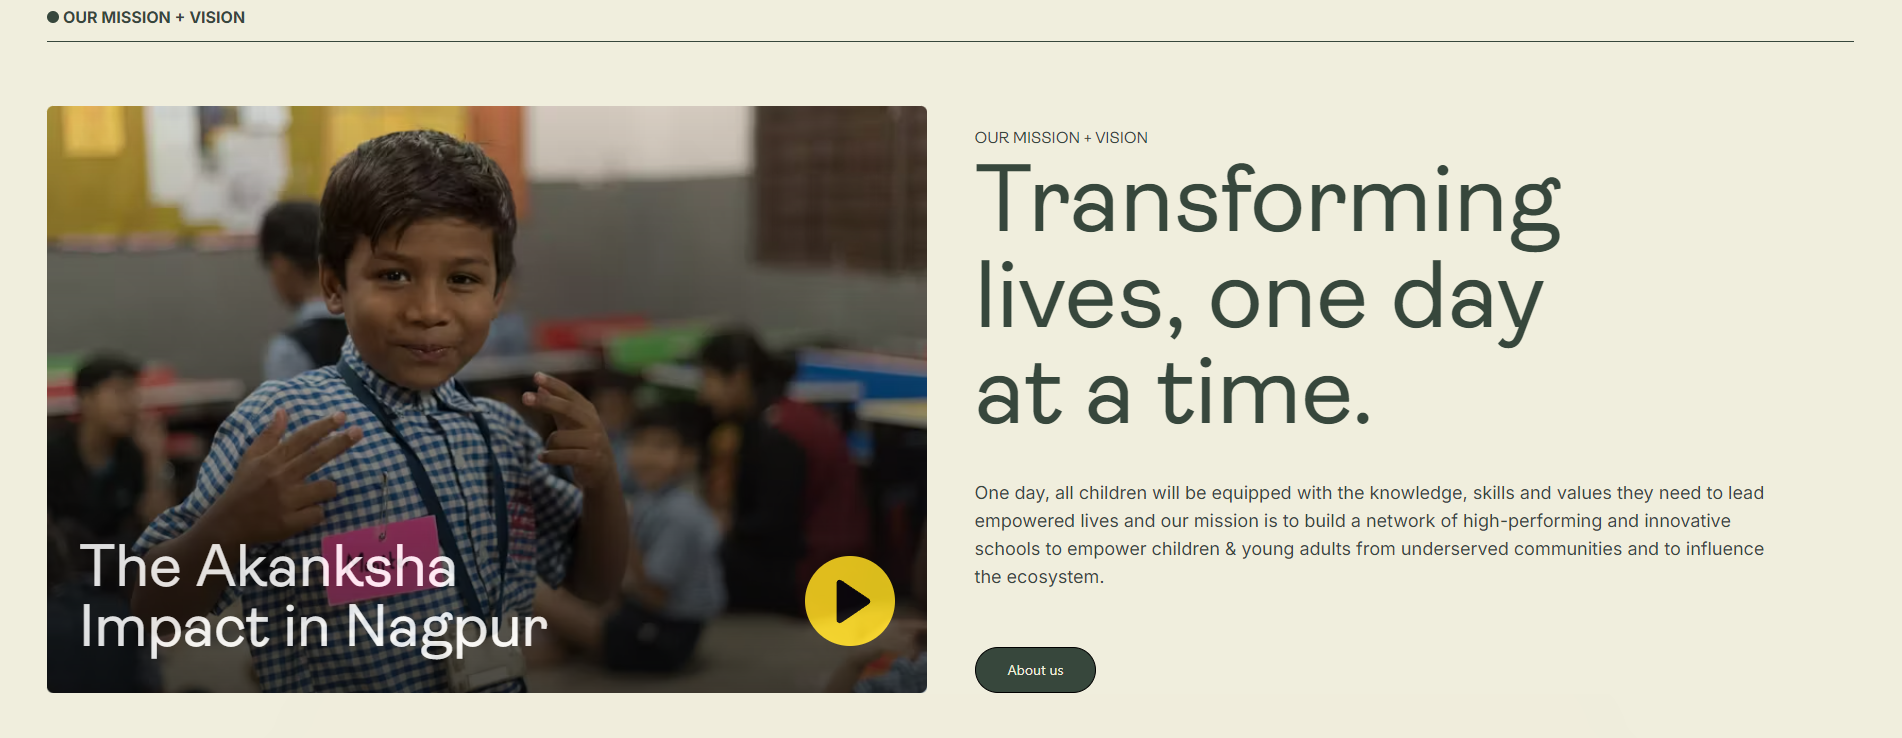 OUR MISSION + VISION
The Akanksha
Impact in Nagpur
OUR MISSION + VISION
Transforming
lives, one day
at a time.
One day, all children will be equipped with the knowledge, skills and values they need to lead
empowered lives and our mission is to build a network of high-performing and innovative
schools to empower children & young adults from underserved communities and to influence
the ecosystem.
About us